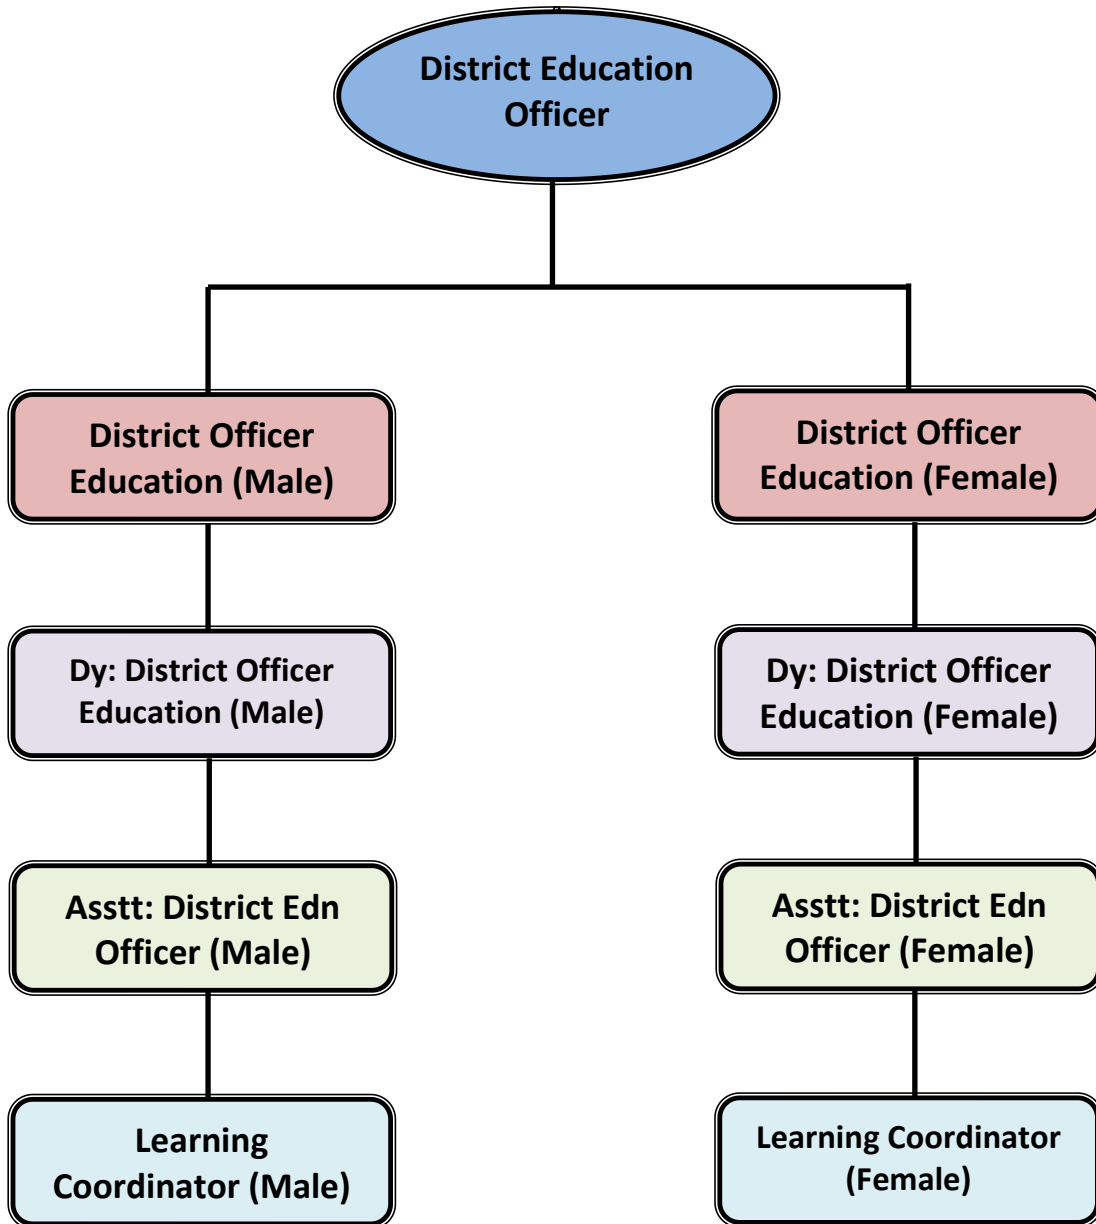 District Education
Officer
District Officer
Education (Male)
District Officer
Education (Female)
Dy: District Officer
Education (Male)
Dy: District Officer
Education (Female)
Asstt: District Edn
Officer (Male)
Asstt: District Edn
Officer (Female)
Learning
Coordinator (Male)
Learning Coordinator
(Female)